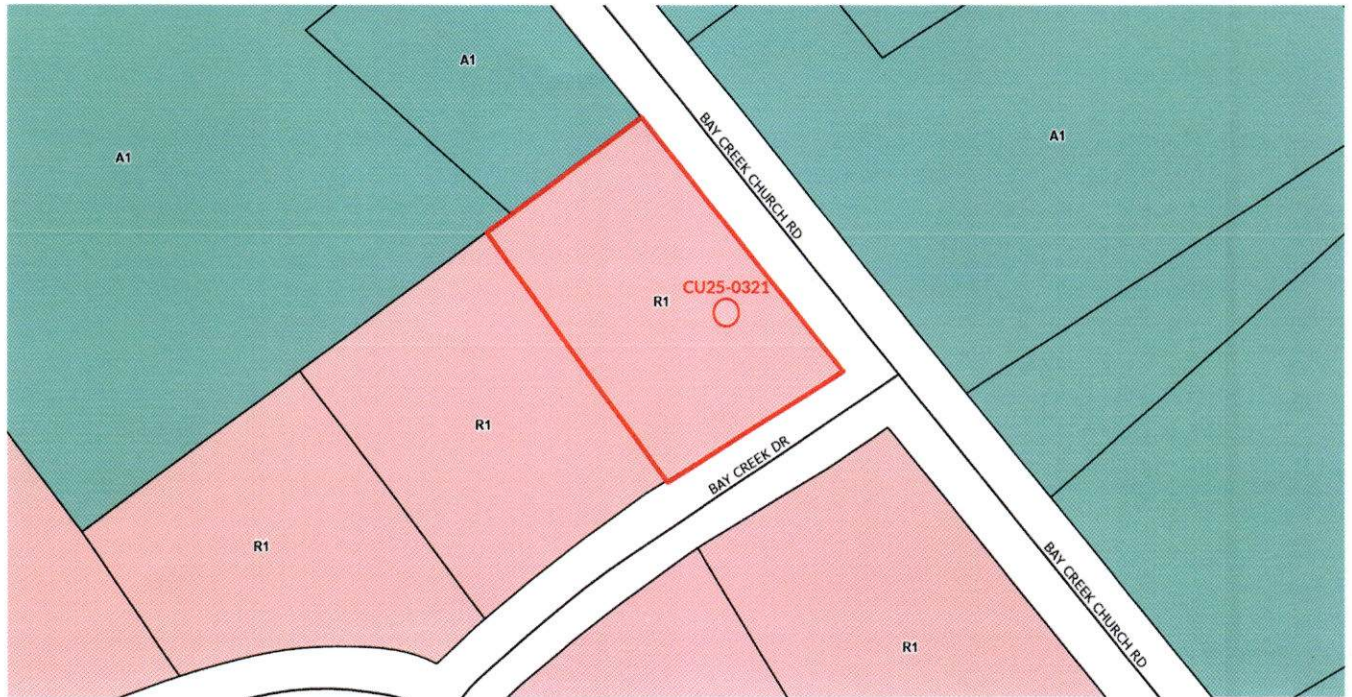 A1
A1
A1
BAY CREEK CHURCH RD
CU25-0321
R1
R1
BAY CREEK DR
R1
BAY CREEK CHURCH RD
R1